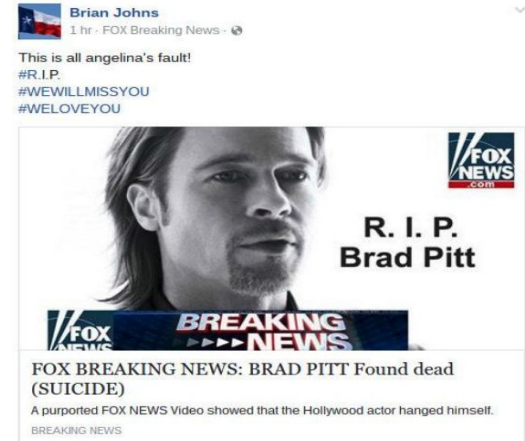 Brian Johns
1 hr · FOX Breaking News ·
This is all angelina's fault!
#R.I.P.
#WEWILLMISSYOU
#WELOVEYOU
FOX
NEWS
.com
R. I. P.
Brad Pitt
FOX
NEWS
BREAKING
NEWS
FOX BREAKING NEWS: BRAD PITT Found dead
(SUICIDE)
A purported FOX NEWS Video showed that the Hollywood actor hanged himself.
BREAKING NEWS